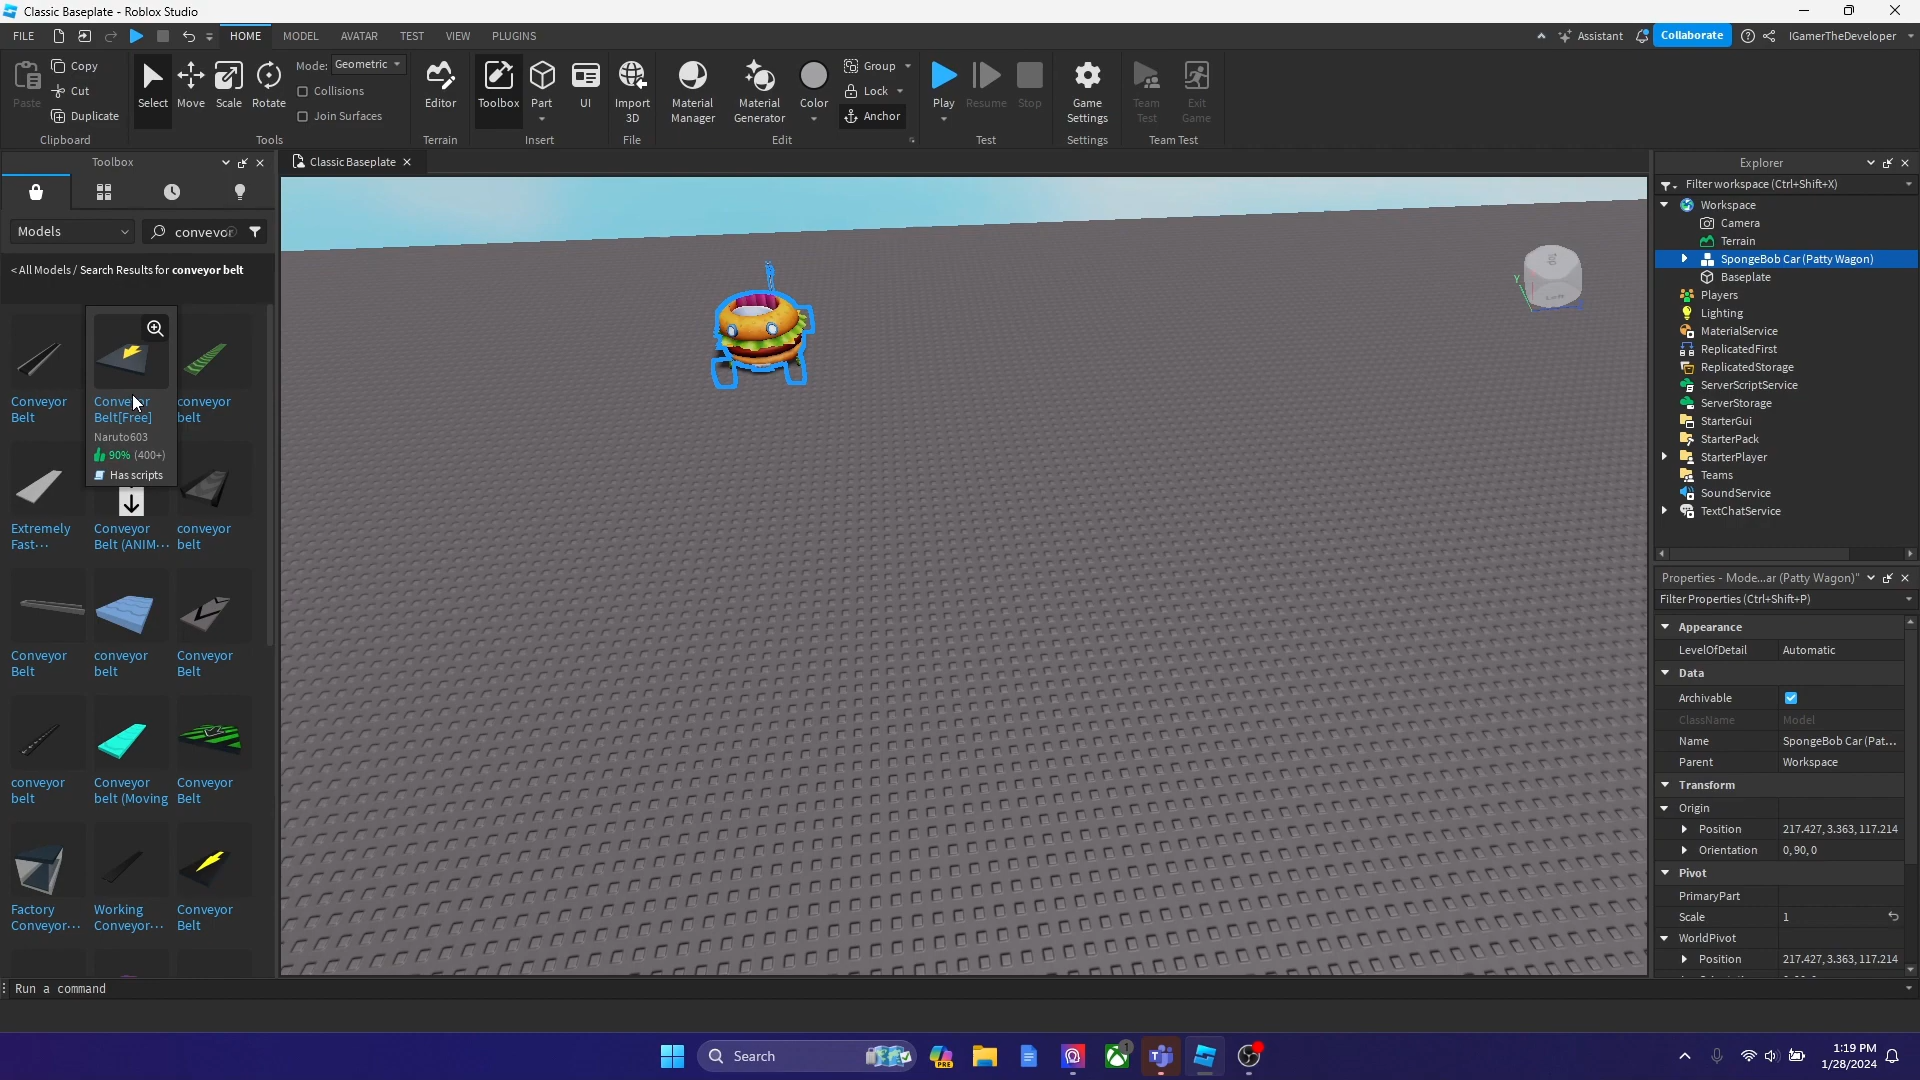 Classic Baseplate - Roblox Studio
FILE
HOME
MODEL
AVATAR
TEST
VIEW
PLUGINS
Assistant
Collaborate
IGamerTheDeveloper
Paste
Copy
Cut
Duplicate
Clipboard
Select
Move
Scale
Rotate
Mode: Geometric
Collisions
Join Surfaces
Tools
Editor
Terrain
Toolbox
Part
UI
Insert
Import
3D
File
Material
Manager
Material
Generator
Color
Group
Lock
Anchor
Edit
Play
Resume
Stop
Test
Game
Settings
Settings
Team
Test
Exit
Game
Team Test
Toolbox
Classic Baseplate
Models
conveyor
<All Models / Search Results for conveyor belt
Conveyor
Belt
Conveyor
Belt[Free]
Naruto603
90% (400+)
Has scripts
conveyor
belt
Extremely
Fast...
Conveyor
Belt (ANIM...
conveyor
belt
Conveyor
Belt
conveyor
belt
Conveyor
Belt
conveyor
belt
Conveyor
belt (Moving
Conveyor
Belt
Factory
Conveyor...
Working
Conveyor...
Conveyor
Belt
Explorer
Filter workspace (Ctrl+Shift+X)
Workspace
Camera
Terrain
SpongeBob Car (Patty Wagon)
Baseplate
Players
Lighting
MaterialService
ReplicatedFirst
ReplicatedStorage
ServerScriptService
ServerStorage
StarterGui
StarterPack
StarterPlayer
Teams
SoundService
TextChatService
Properties - Mode...ar (Patty Wagon)"
Filter Properties (Ctrl+Shift+P)
Appearance
LevelOfDetail Automatic
Data
Archivable
ClassName Model
Name SpongeBob Car (Pat...
Parent Workspace
Transform
Origin
Position 217.427, 3.363, 117.214
Orientation 0, 90, 0
Pivot
PrimaryPart
Scale 1
WorldPivot
Position 217.427, 3.363, 117.214
Run a command
Search
PRE
1
1:19 PM
1/28/2024